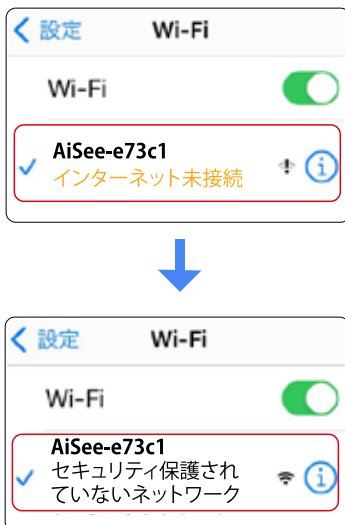 設定 Wi-Fi
Wi-Fi
AiSee-e73c1
インターネット未接続
設定 Wi-Fi
Wi-Fi
AiSee-e73c1
セキュリティ保護され
ていないネットワーク